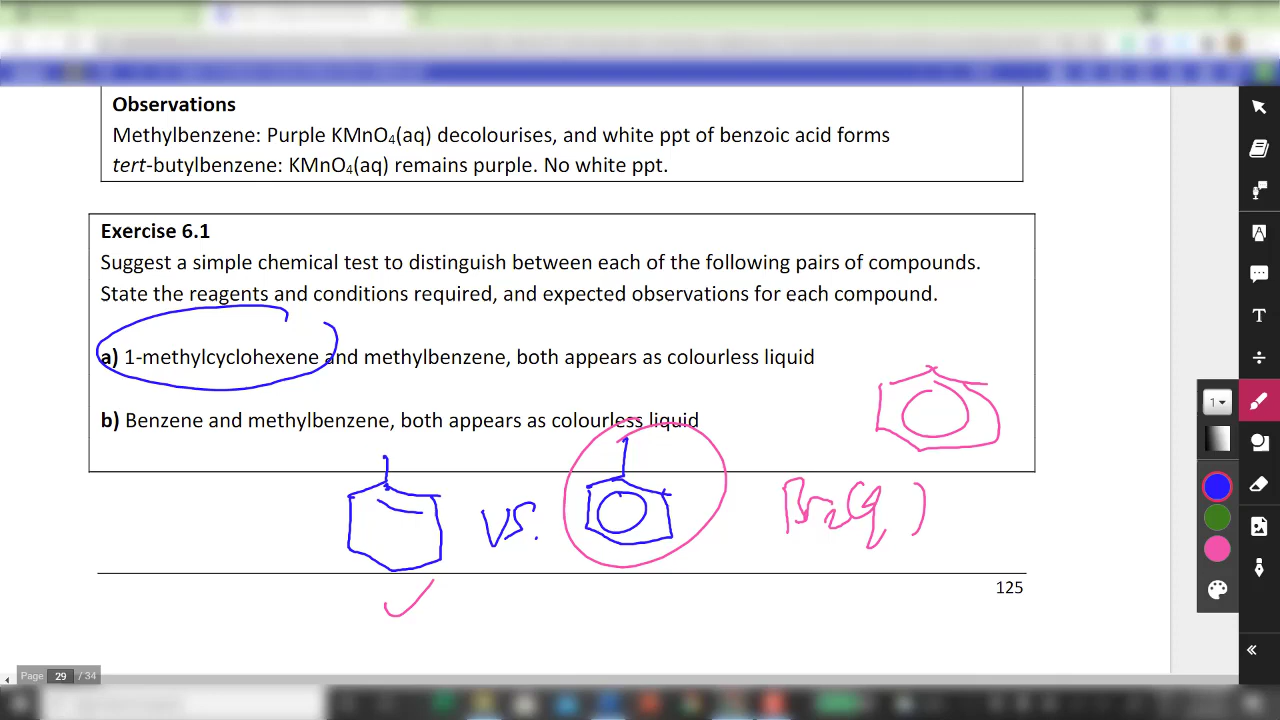 Observations
Methylbenzene: Purple KMnO₄(aq) decolourises, and white ppt of benzoic acid forms
tert-butylbenzene: KMnO₄(aq) remains purple. No white ppt.
Exercise 6.1
Suggest a simple chemical test to distinguish between each of the following pairs of compounds.
State the reagents and conditions required, and expected observations for each compound.
a) 1-methylcyclohexene and methylbenzene, both appears as colourless liquid
b) Benzene and methylbenzene, both appears as colourless liquid
VS. Br₂(q)
125
1
T
Page 29 / 34